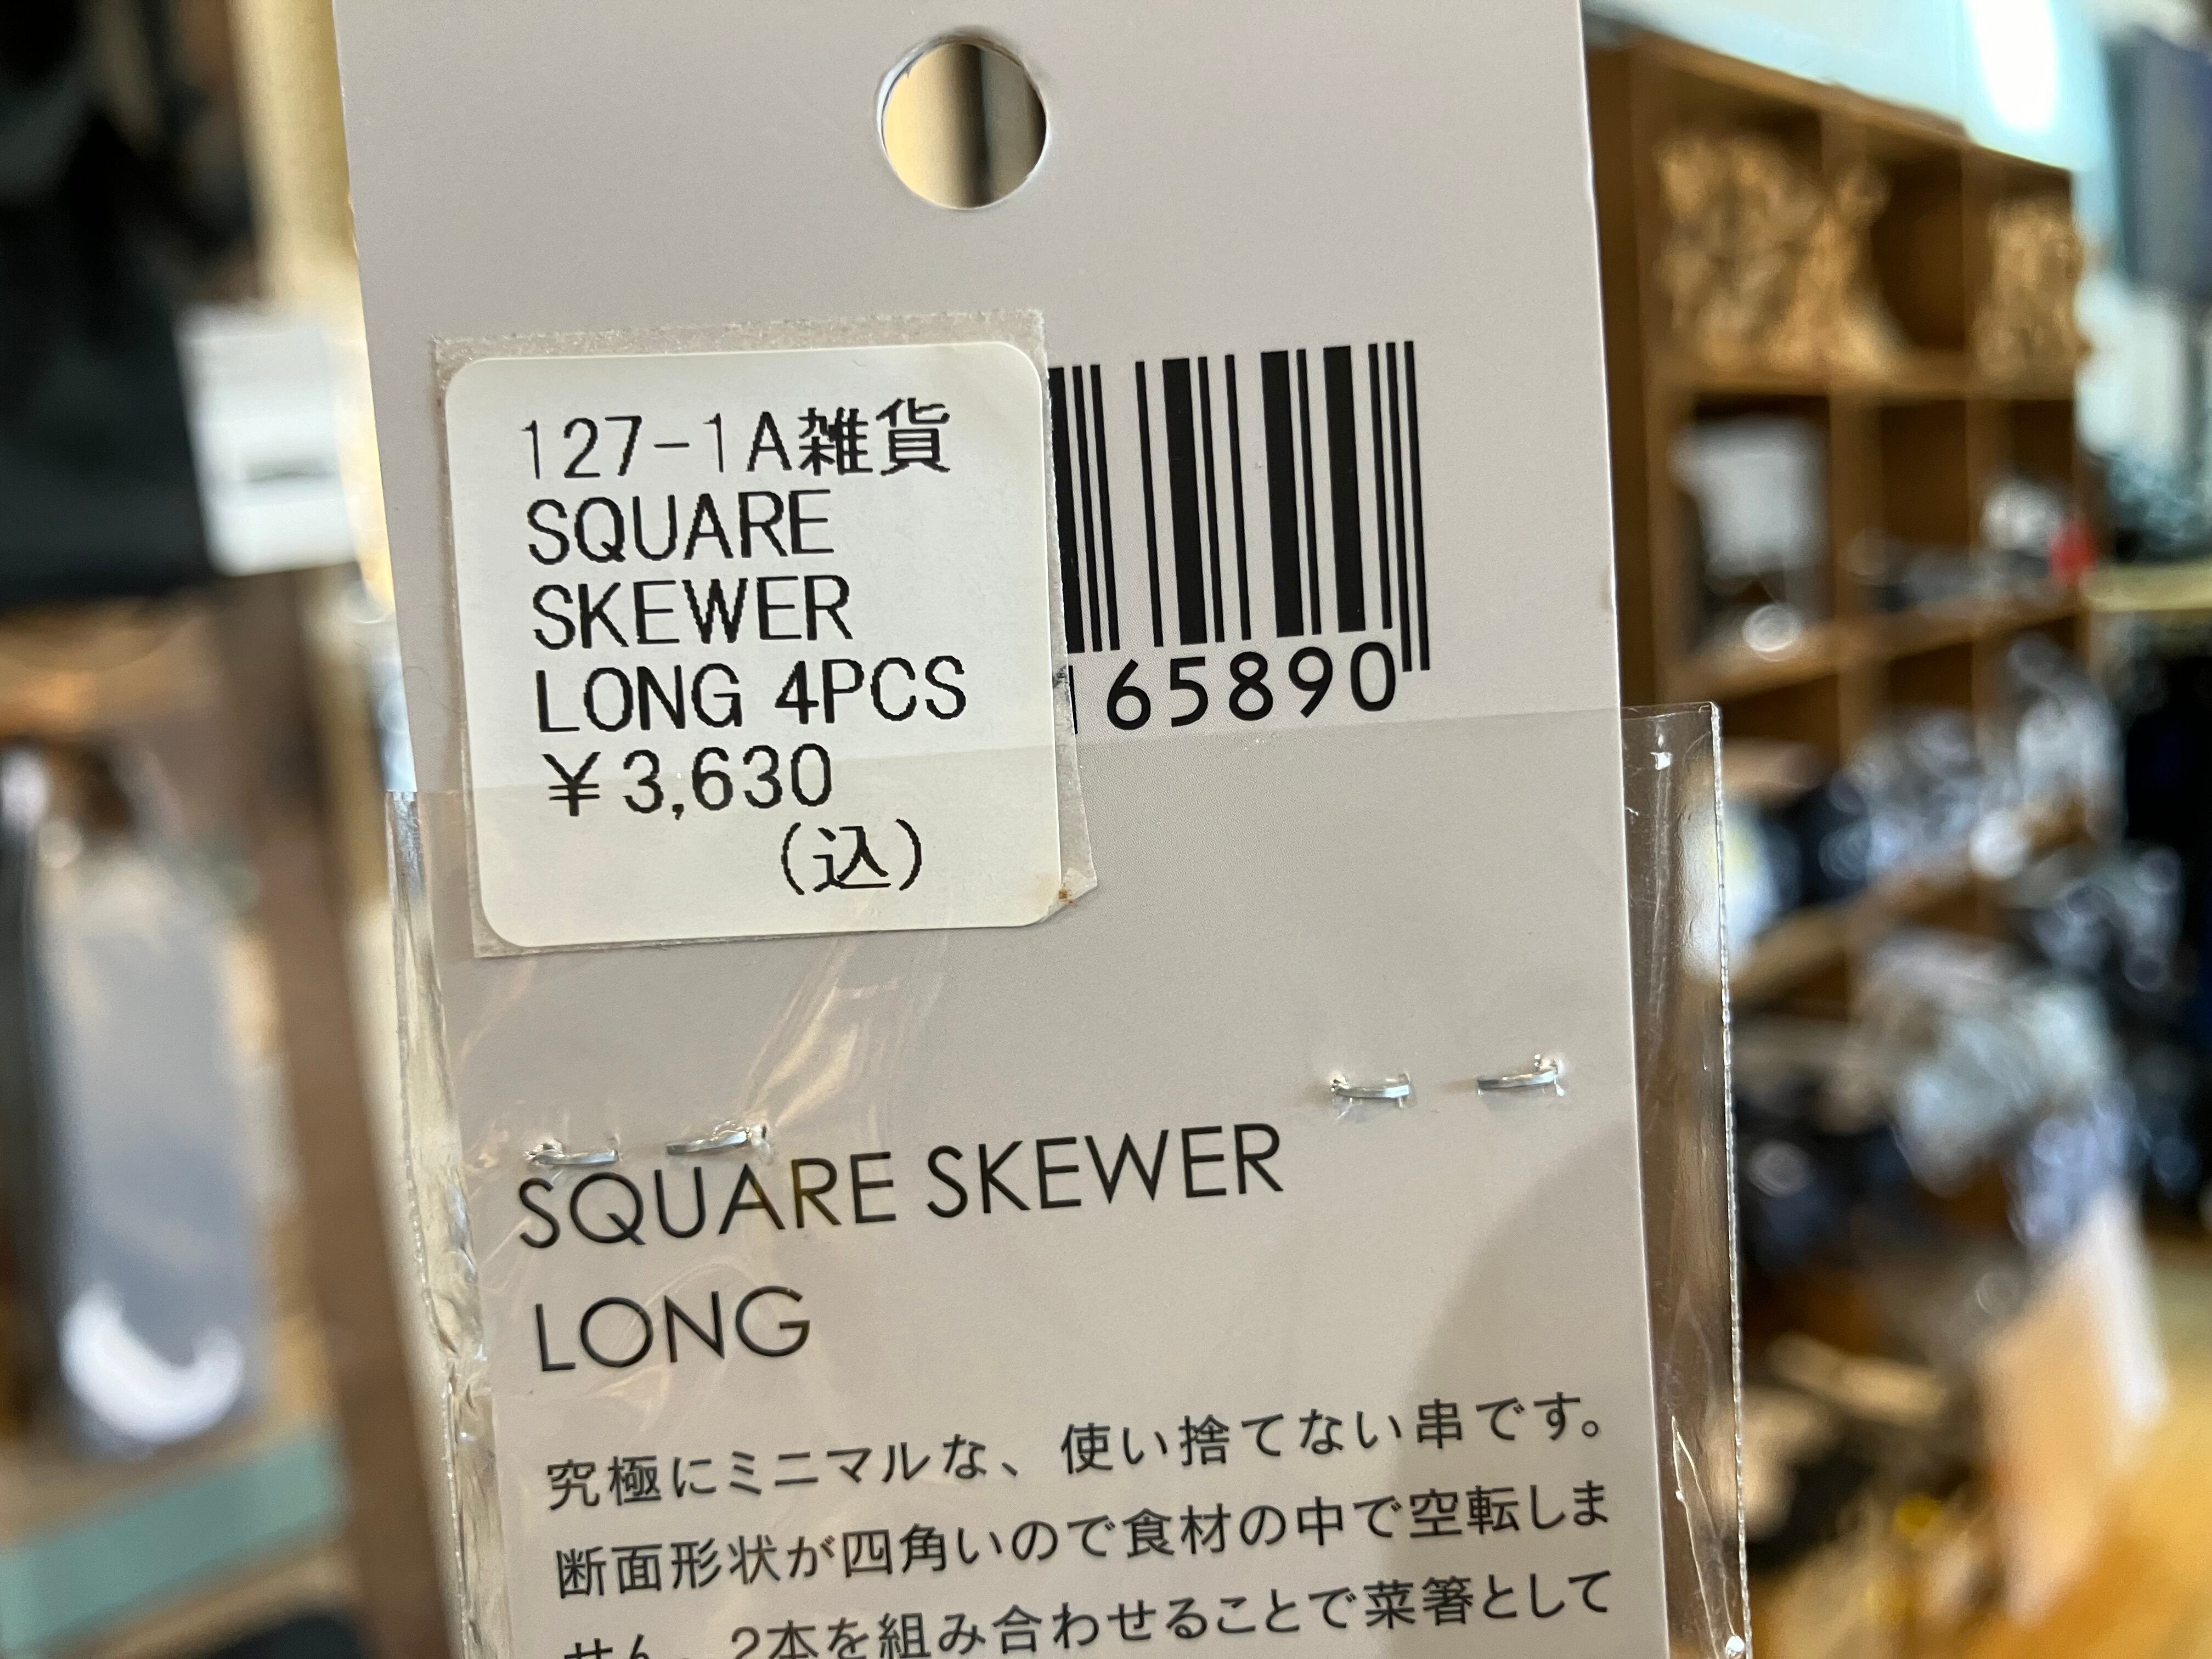 127-1A雑貨
SQUARE
SKEWER
LONG 4PCS
¥3,630
(込)
165890
SQUARE SKEWER
LONG
究極にミニマルな、使い捨てない串です。
断面形状が四角いので食材の中で空転しま
せん。2本を組み合わせることで菜箸として